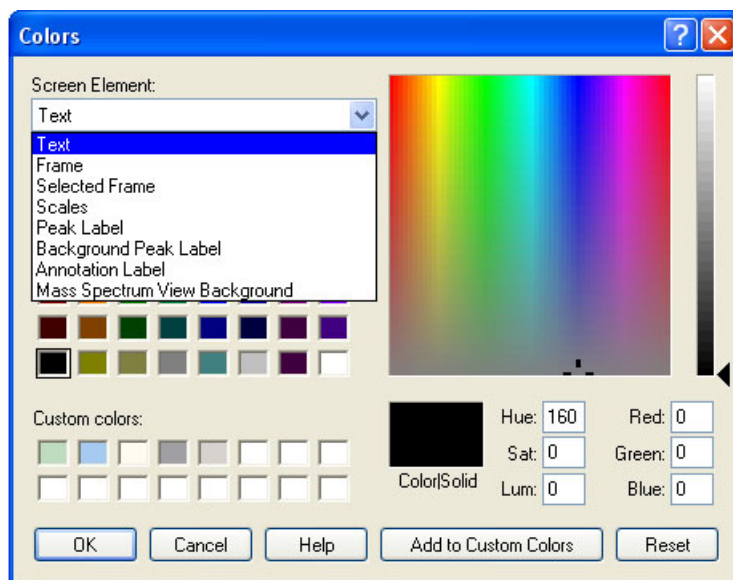 Colors
Screen Element:
Text
Text
Frame
Selected Frame
Scales
Peak Label
Background Peak Label
Annotation Label
Mass Spectrum View Background
Custom colors:
Color|Solid
Hue: 160
Sat: 0
Lum: 0
Red: 0
Green: 0
Blue: 0
OK
Cancel
Help
Add to Custom Colors
Reset